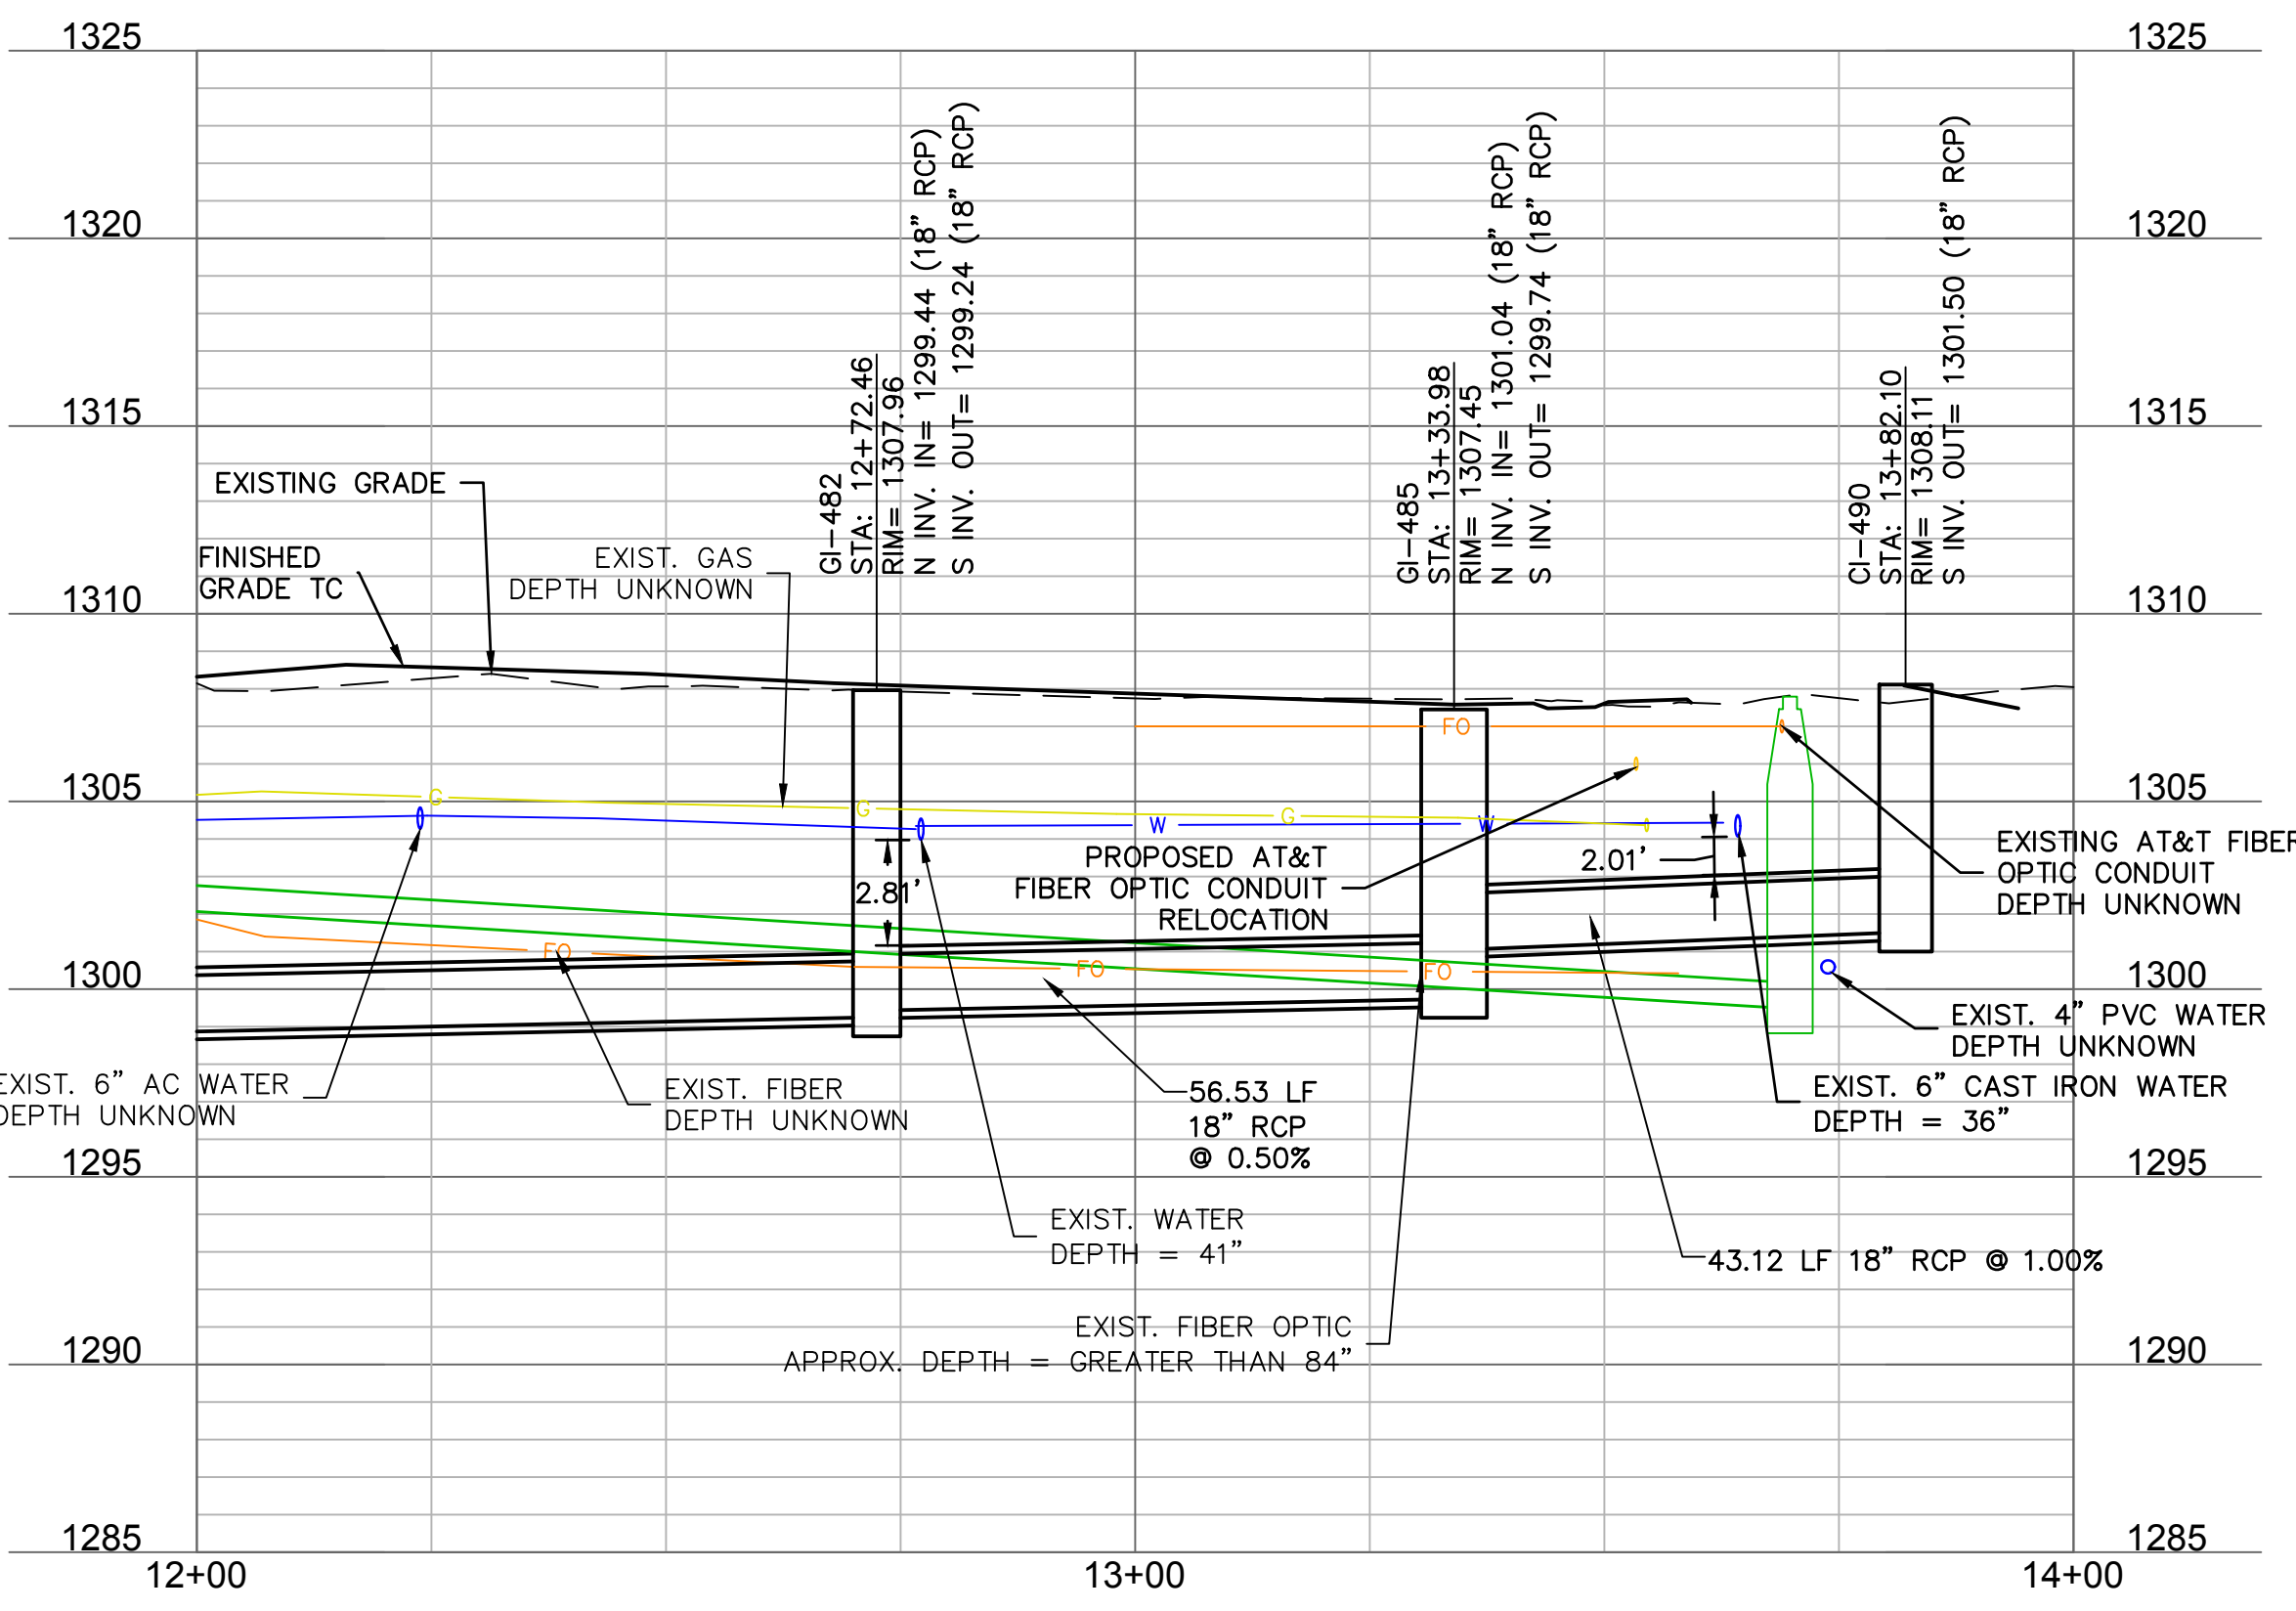 1325
1325
1320
1320
1315
1315
1310
1310
1305
1305
1300
1300
1295
1295
1290
1290
1285
1285
12+00
13+00
14+00
EXISTING GRADE
FINISHED
GRADE TC
EXIST. GAS
DEPTH UNKNOWN
GI-482
STA: 12+72.46
RIM= 1307.96
N INV. IN= 1299.44 (18" RCP)
S INV. OUT= 1299.24 (18" RCP)
GI-485
STA: 13+33.98
RIM= 1307.45
N INV. IN= 1301.04 (18" RCP)
S INV. OUT= 1299.74 (18" RCP)
CI-490
STA: 13+82.10
RIM= 1308.11
S INV. OUT= 1301.50 (18" RCP)
FO
G
G
G
W
W
2.81'
2.01'
PROPOSED AT&T
FIBER OPTIC CONDUIT
RELOCATION
EXISTING AT&T FIBER
OPTIC CONDUIT
DEPTH UNKNOWN
FO
FO
FO
EXIST. 4" PVC WATER
DEPTH UNKNOWN
EXIST. 6" AC WATER
DEPTH UNKNOWN
EXIST. FIBER
DEPTH UNKNOWN
56.53 LF
18" RCP
@ 0.50%
EXIST. 6" CAST IRON WATER
DEPTH = 36"
EXIST. WATER
DEPTH = 41"
43.12 LF 18" RCP @ 1.00%
EXIST. FIBER OPTIC
APPROX. DEPTH = GREATER THAN 84"